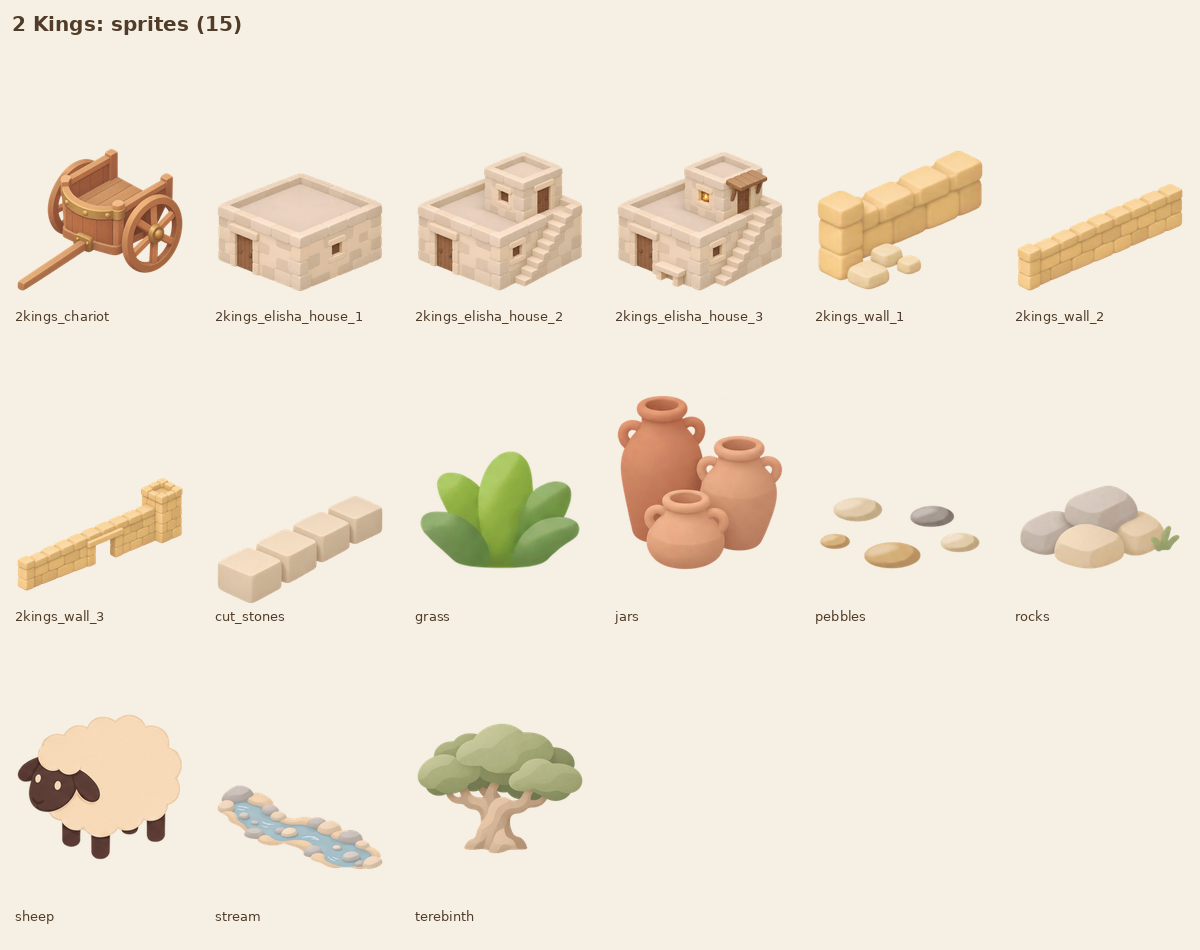 2 Kings: sprites (15)
2kings_chariot
2kings_elisha_house_1
2kings_elisha_house_2
2kings_elisha_house_3
2kings_wall_1
2kings_wall_2
2kings_wall_3
cut_stones
grass
jars
pebbles
rocks
sheep
stream
terebinth